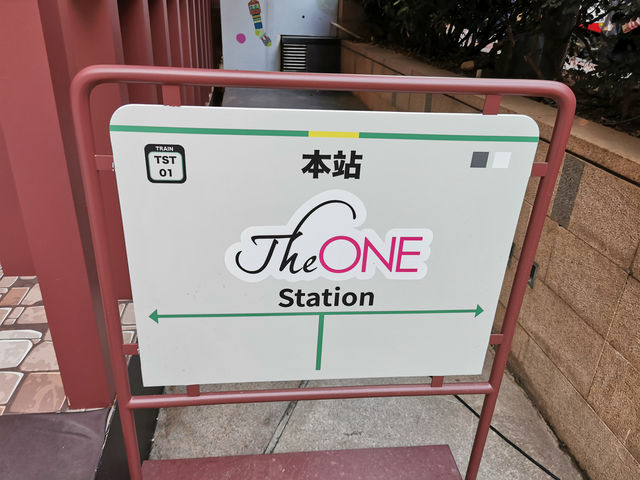 TRAIN
TST
01
本站
The ONE
Station